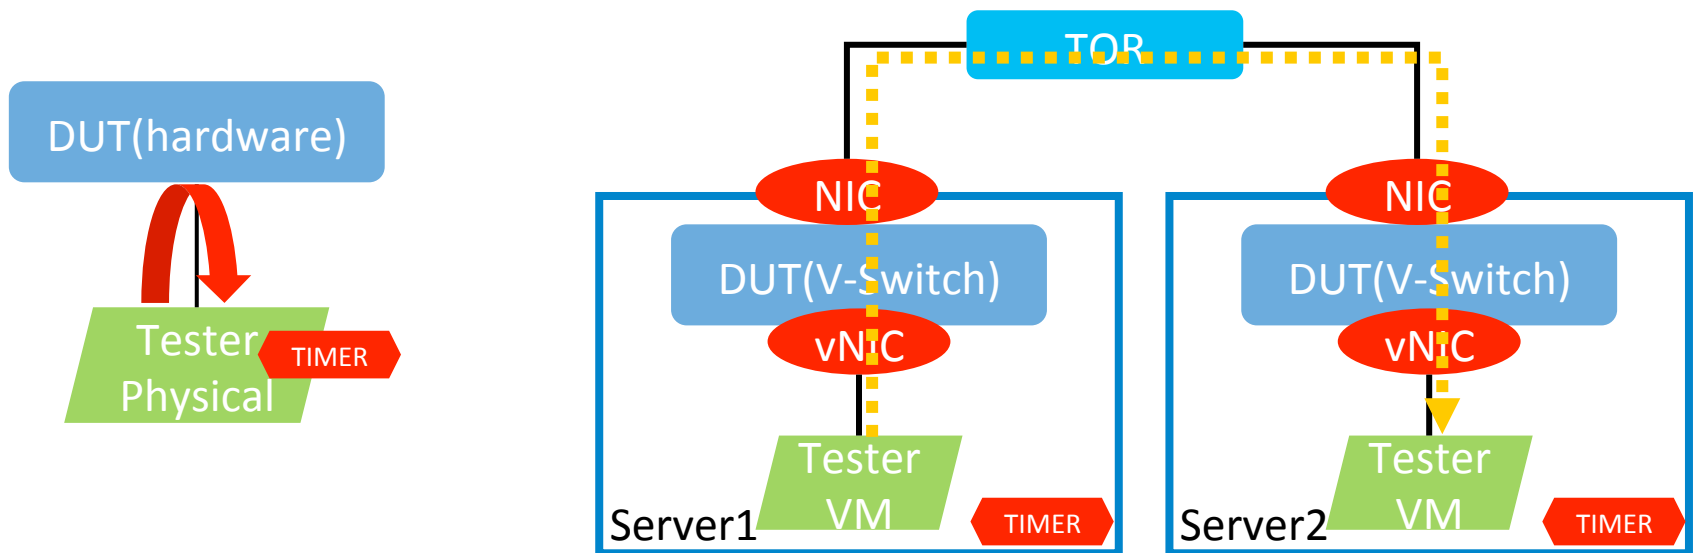 DUT(hardware)
Tester
Physical
TIMER
TOR
NIC
DUT(V-Switch)
vNIC
Tester
VM
Server1
TIMER
NIC
DUT(V-Switch)
vNIC
Tester
VM
Server2
TIMER